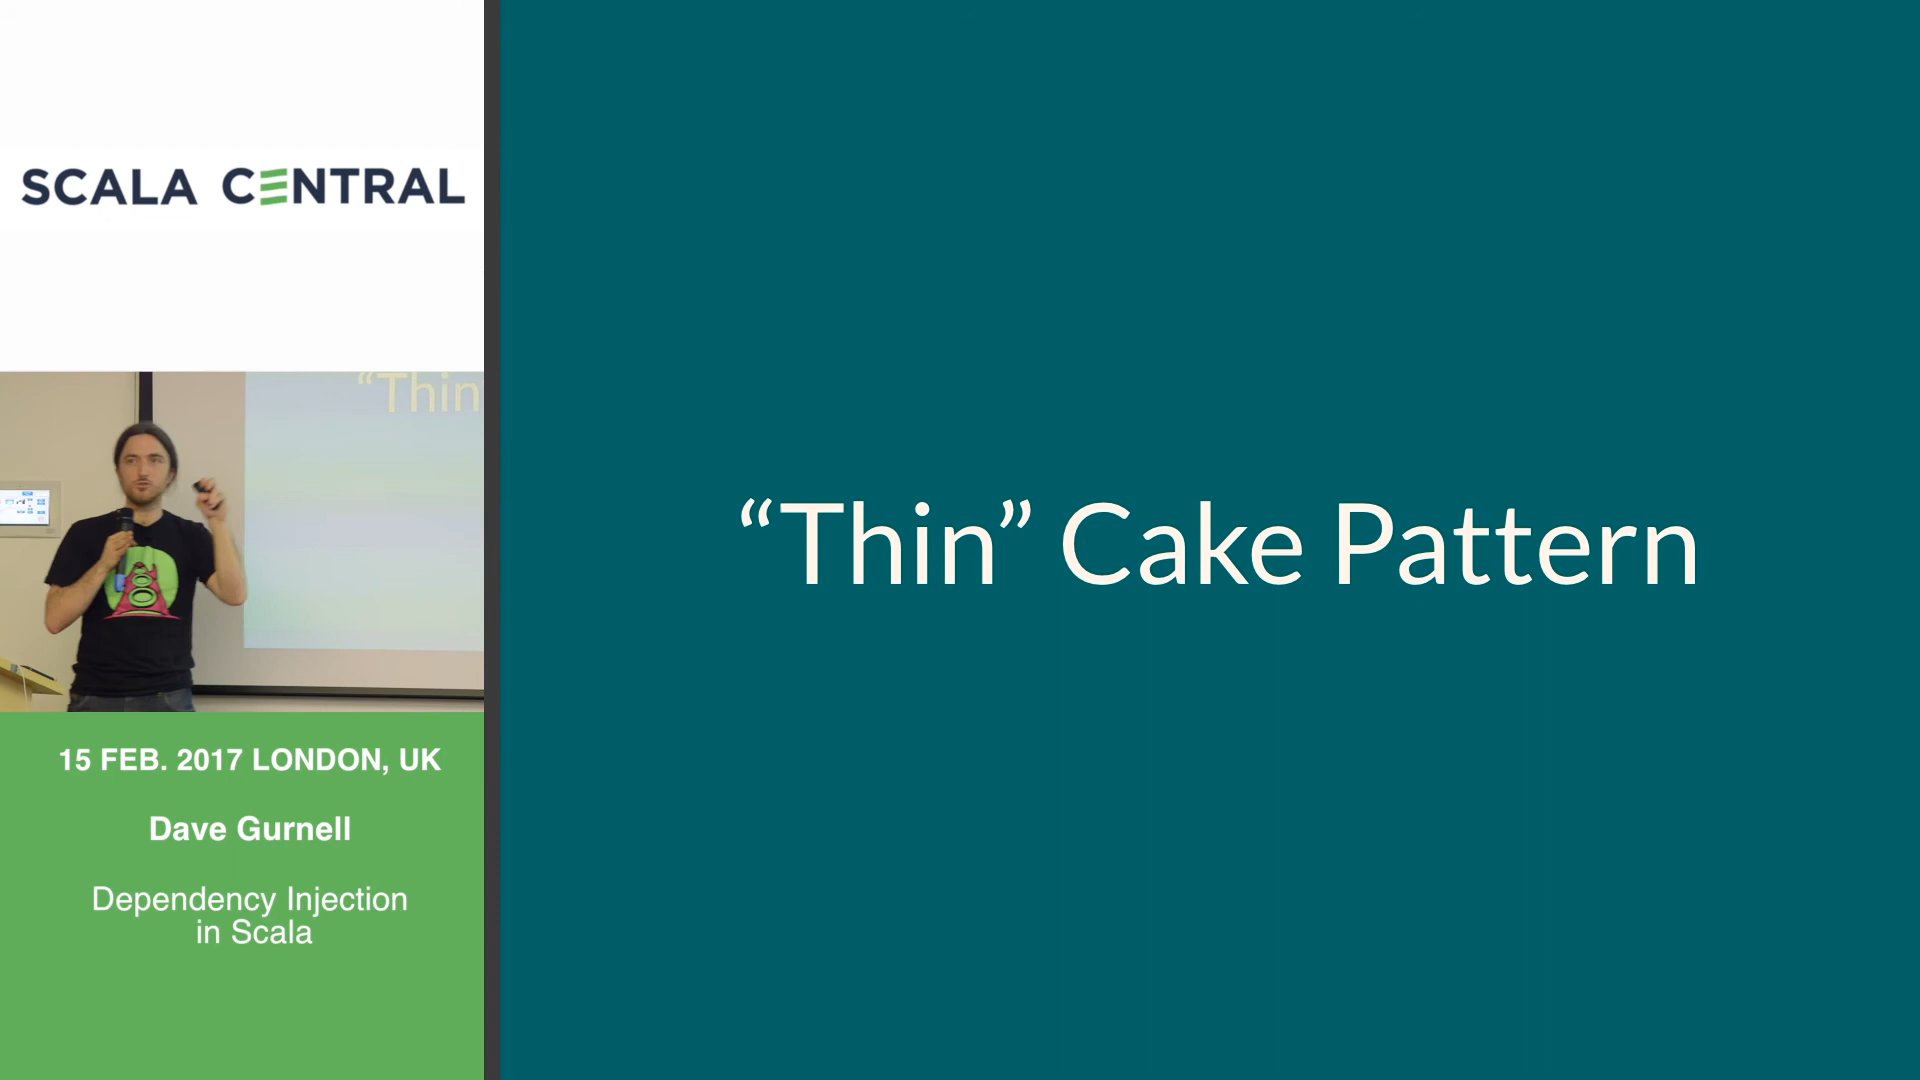 SCALA CENTRAL
“Thin
15 FEB. 2017 LONDON, UK
Dave Gurnell
Dependency Injection
in Scala
“Thin” Cake Pattern